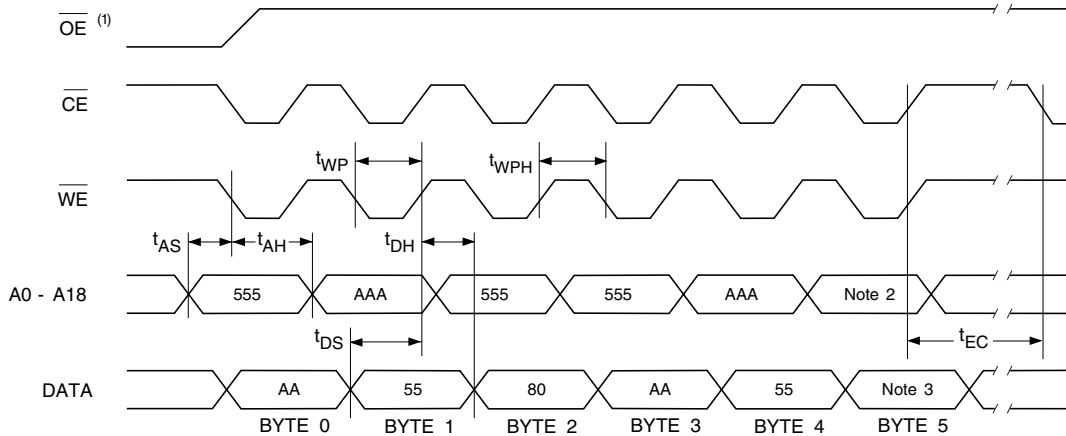 OE (1)
CE
tWP
tWPH
WE
tAS
tAH
tDH
A0 - A18
555
AAA
555
555
AAA
Note 2
tDS
tEC
DATA
AA
55
80
AA
55
Note 3
BYTE 0
BYTE 1
BYTE 2
BYTE 3
BYTE 4
BYTE 5